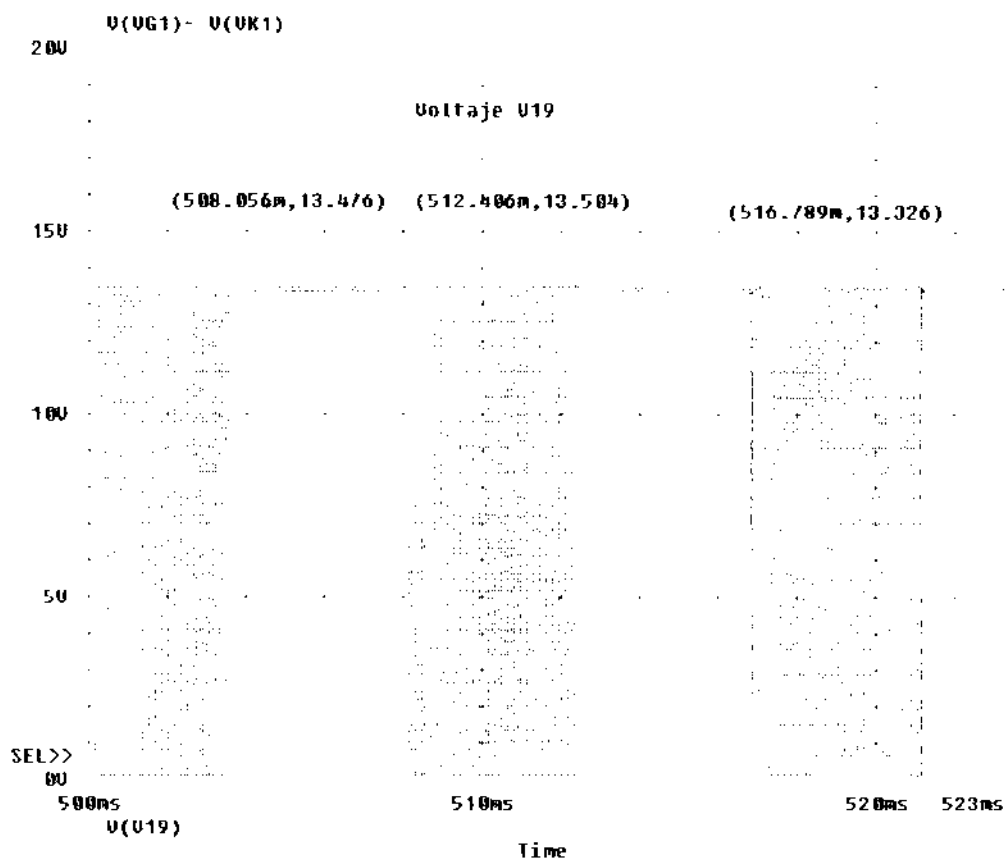 V(VG1)- V(VK1)
20V
Voltaje V19
(508.056m,13.476) (512.406m,13.504) (516.789m,13.326)
15V
10V
5V
SEL>>
0V
500ms 510ms 520ms 523ms
V(V19)
Time